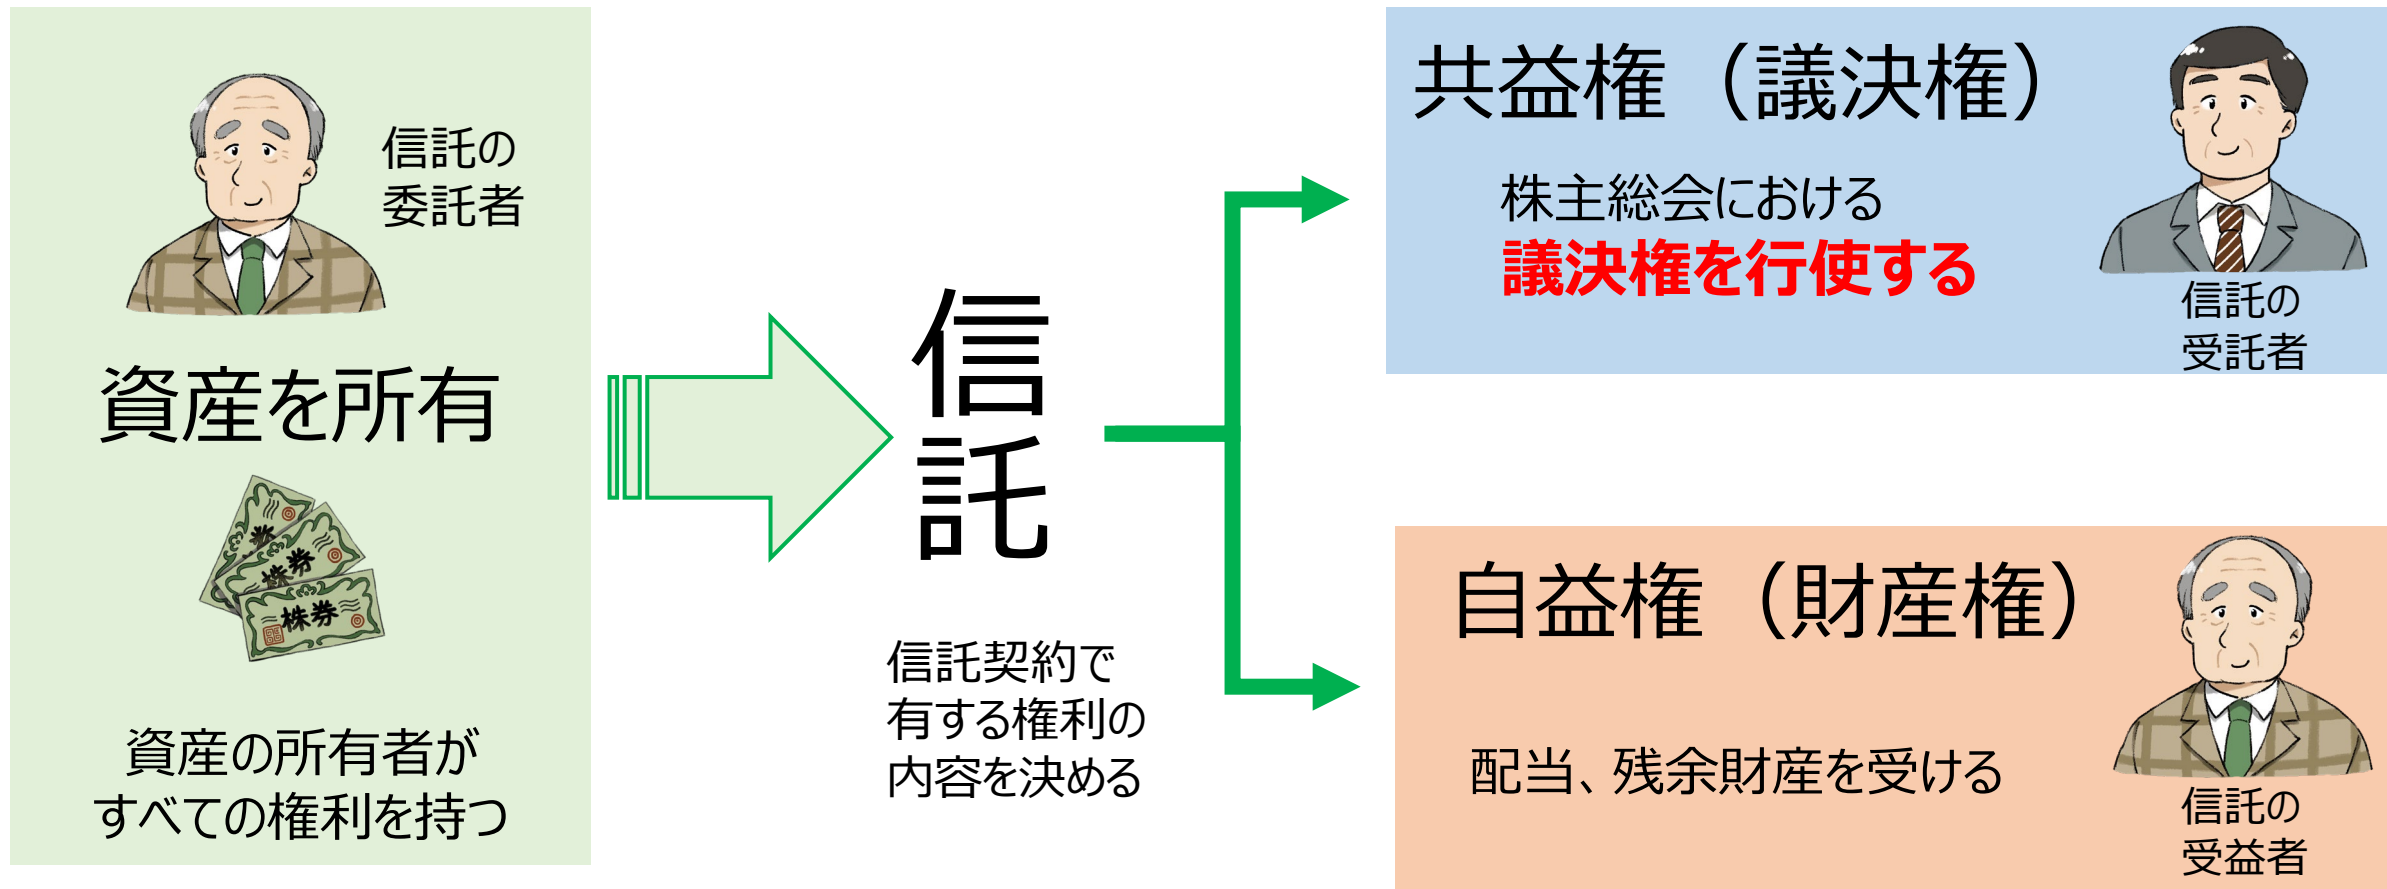 信託の
委託者
資産を所有
券
株券
株券
資産の所有者が
すべての権利を持つ
信託
信託契約で
有する権利の
内容を決める
共益権（議決権）
株主総会における
議決権を行使する
信託の
受託者
自益権（財産権）
配当、残余財産を受ける
信託の
受益者